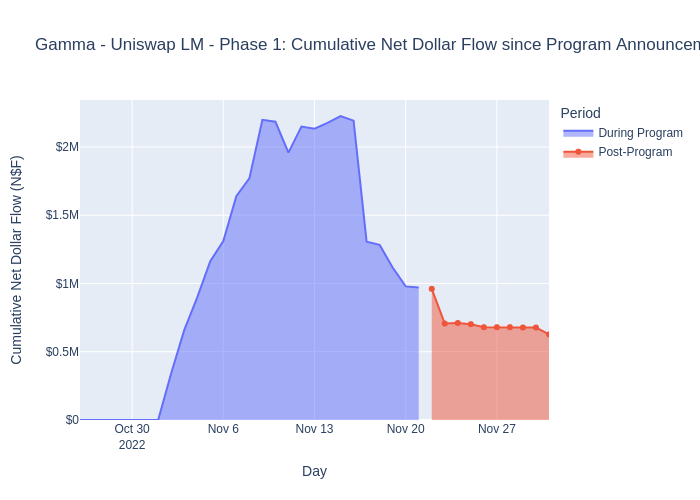 Gamma - Uniswap LM - Phase 1: Cumulative Net Dollar Flow since Program
Period
During Program
Post-Program
Cumulative Net Dollar Flow (N$F)
$2M
$1.5M
$1M
$0.5M
$0
Oct 30
2022
Nov 6
Nov 13
Nov 20
Nov 27
Day